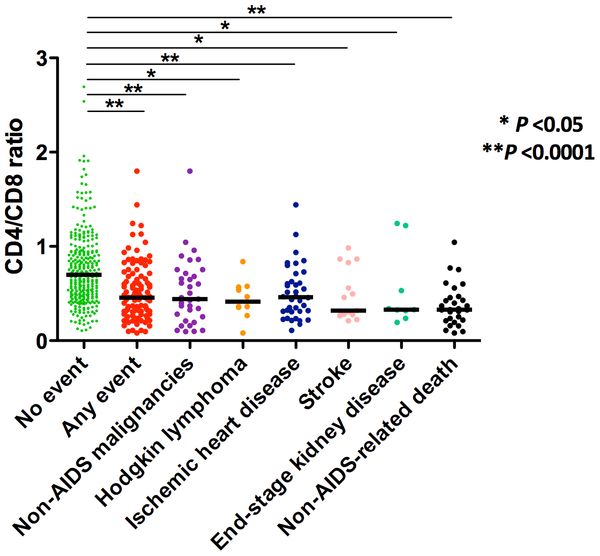 **
*
*
**
*
**
**
3
2
1
0
CD4/CD8 ratio
* P <0.05
**P <0.0001
No event
Any event
Non-AIDS malignancies
Hodgkin lymphoma
Ischemic heart disease
Stroke
End-stage kidney disease
Non-AIDS-related death